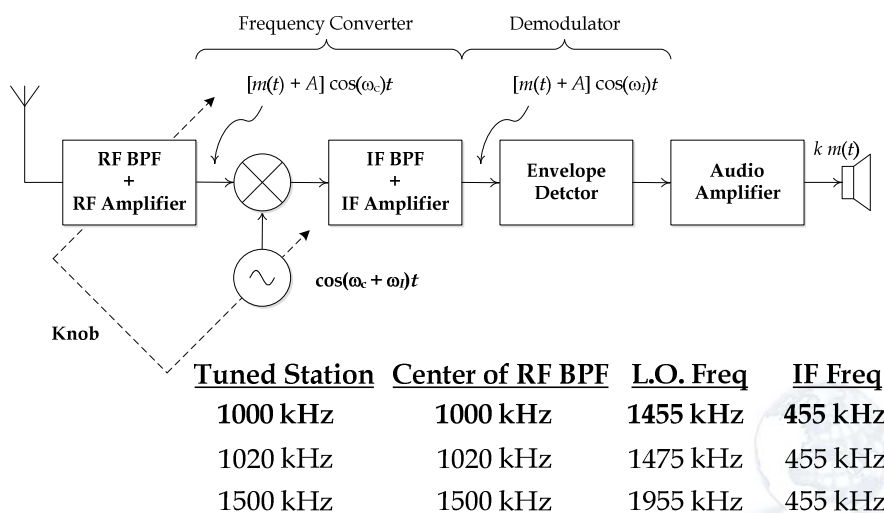 Frequency Converter
Demodulator
[m(t) + A] cos(ωc)t
[m(t) + A] cos(ωI)t
RF BPF
+
RF Amplifier
IF BPF
+
IF Amplifier
Envelope
Detctor
Audio
Amplifier
k m(t)
cos(ωc + ωI)t
Knob
Tuned Station Center of RF BPF L.O. Freq IF Freq
1000 kHz 1000 kHz 1455 kHz 455 kHz
1020 kHz 1020 kHz 1475 kHz 455 kHz
1500 kHz 1500 kHz 1955 kHz 455 kHz